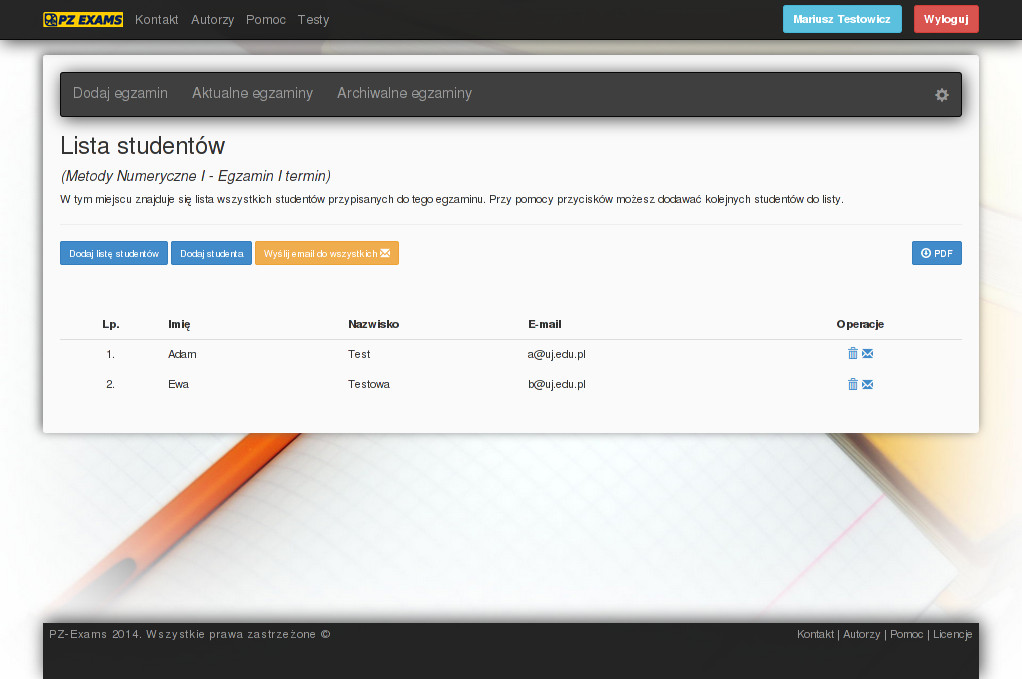 PZ EXAMS Kontakt Autorzy Pomoc Testy Mariusz Testowicz Wyloguj
Dodaj egzamin Aktualne egzaminy Archiwalne egzaminy
Lista studentów
(Metody Numeryczne I - Egzamin I termin)
W tym miejscu znajduje się lista wszystkich studentów przypisanych do tego egzaminu. Przy pomocy przycisków możesz dodawać kolejnych studentów do listy.
Dodaj listę studentów Dodaj studenta Wyślij email do wszystkich PDF
Lp. Imię Nazwisko E-mail Operacje
1. Adam Test a@uj.edu.pl
2. Ewa Testowa b@uj.edu.pl
PZ-Exams 2014. Wszystkie prawa zastrzeżone © Kontakt | Autorzy | Pomoc | Licencje